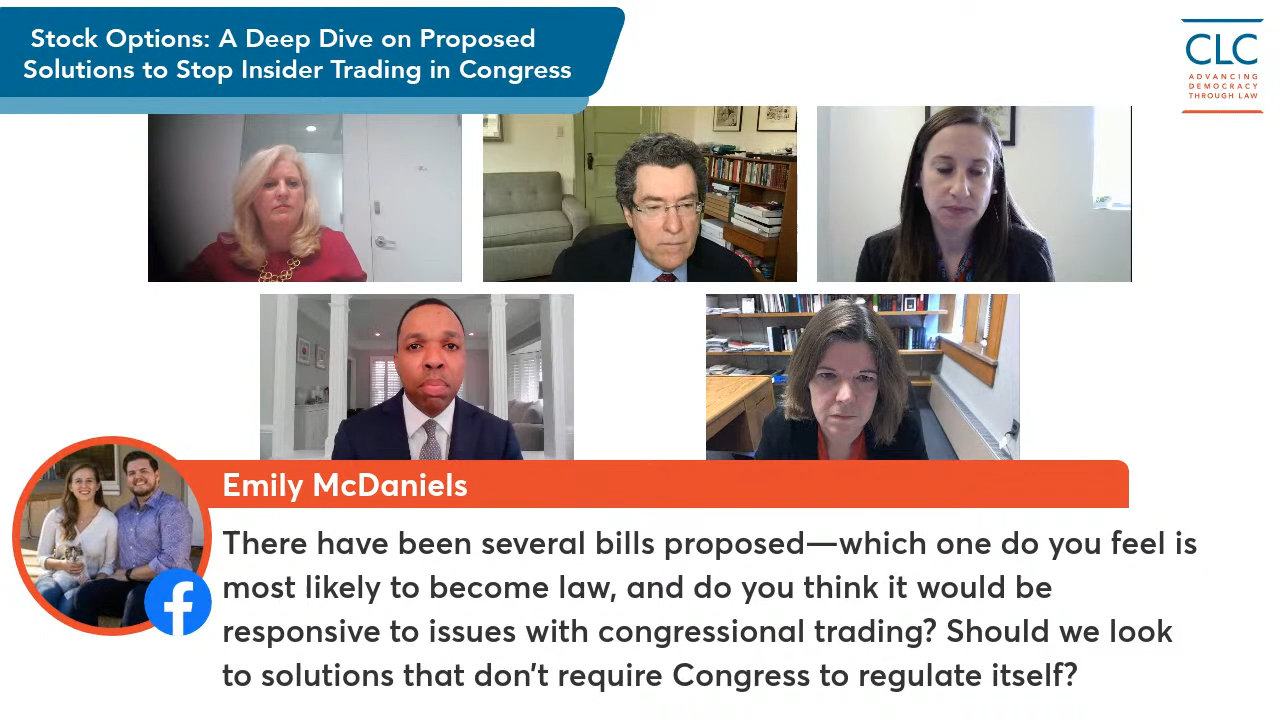 Stock Options: A Deep Dive on Proposed
Solutions to Stop Insider Trading in Congress
CLC
ADVANCING
DEMOCRACY
THROUGH LAW
Emily McDaniels
There have been several bills proposed—which one do you feel is
most likely to become law, and do you think it would be
responsive to issues with congressional trading? Should we look
to solutions that don’t require Congress to regulate itself?